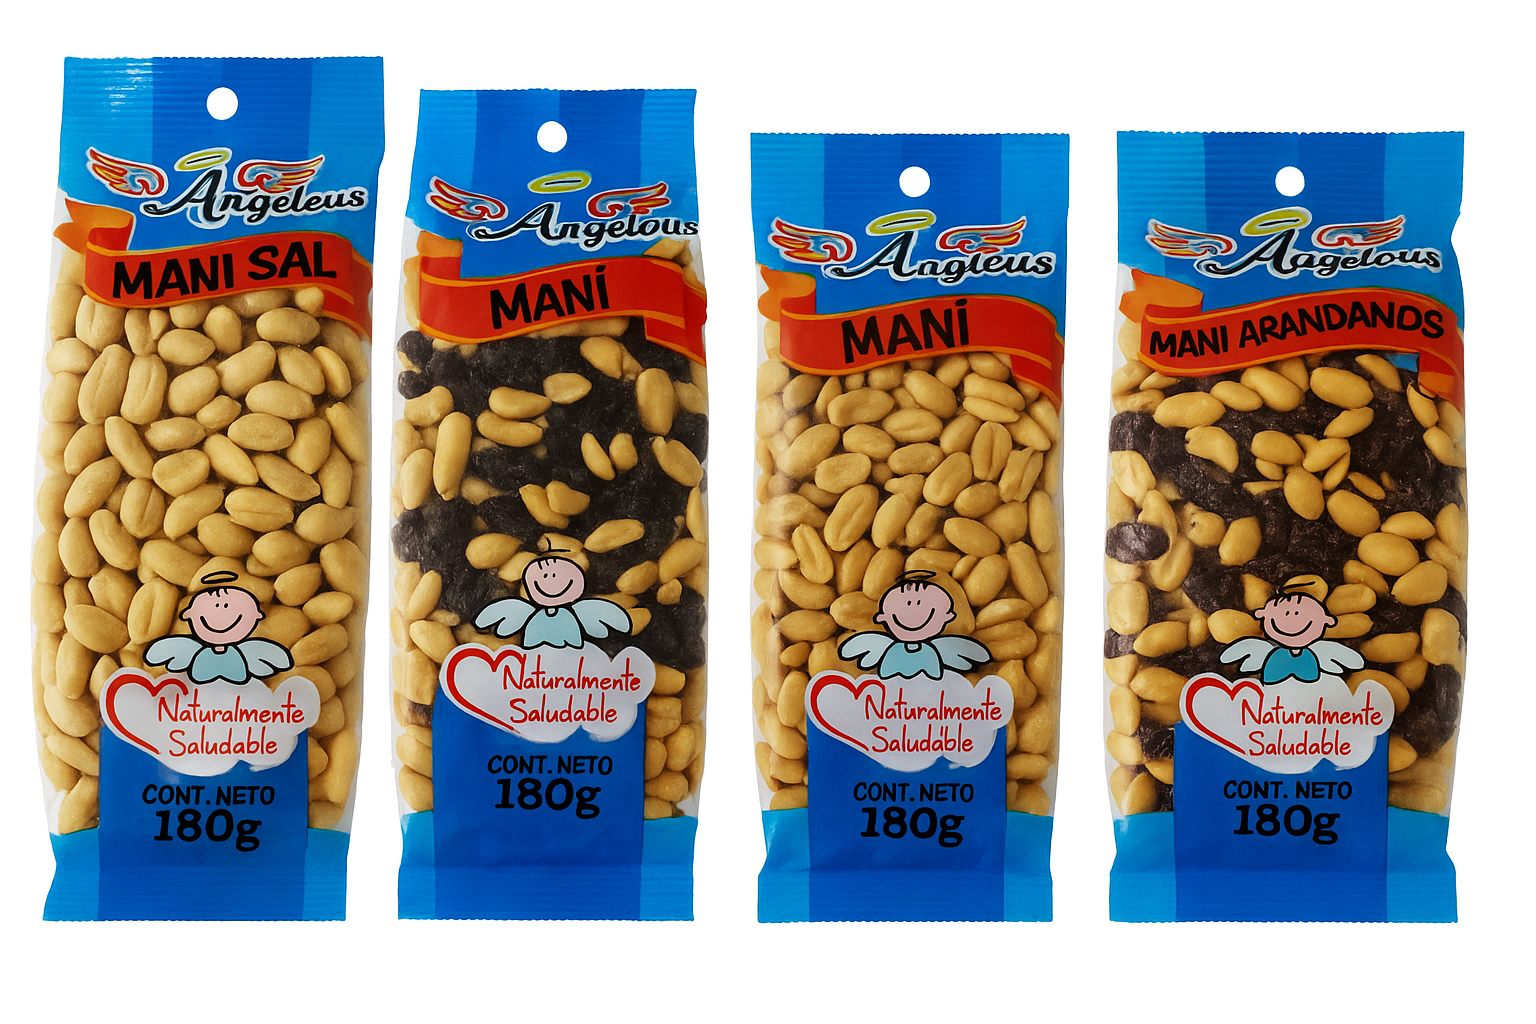 Angeleus
MANI SAL
Naturalmente
Saludable
CONT. NETO
180g
Angelous
MANÍ
Naturalmente
Saludable
CONT. NETO
180g
Angleus
MANÍ
Naturalmente
Saludable
CONT. NETO
180g
Aagelous
MANI ARANDANOS
Naturalmente
Saludable
CONT. NETO
180g